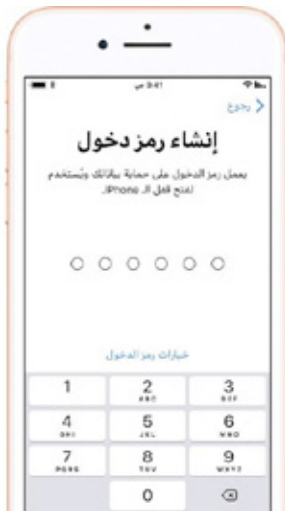 9:41 ص
رجوع
إنشاء رمز دخول
يعمل رمز الدخول على حماية بياناتك ويُستخدم
لفتح قفل الـ iPhone.
خيارات رمز الدخول
1 2 3
ABC DEF
4 5 6
GHI JKL MNO
7 8 9
PQRS TUV WXYZ
0